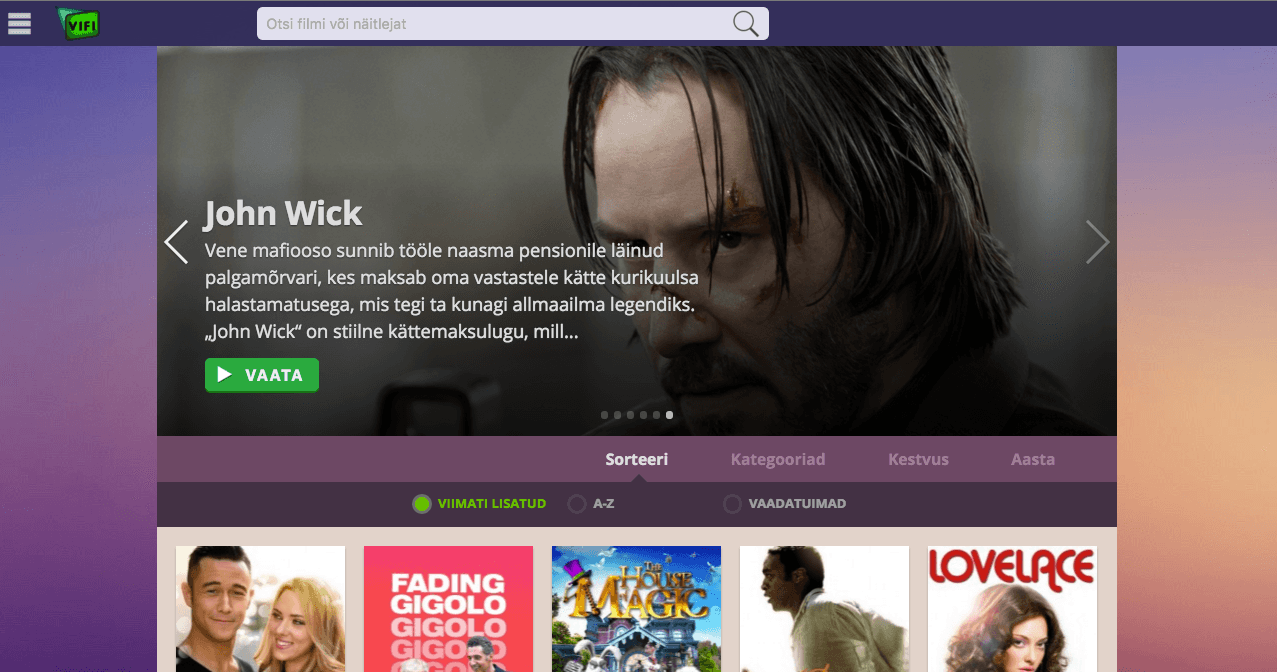 VIFI
Otsi filmi või näitlejat
John Wick
Vene mafiooso sunnib tööle naasma pensionile läinud
palgamõrvari, kes maksab oma vastastele kätte kurikuulsa
halastamatusega, mis tegi ta kunagi allmaailma legendiks.
„John Wick“ on stiilne kättemaksulugu, mill...
VAATA
Sorteeri Kategooriad Kestvus Aasta
VIIMATI LISATUD A-Z VAADATUIMAD
FADING
GIGOLO
GIGOLO
GIGOLO
GIGOLO
THE
HOUSE
OF
MAGIC
LOVELACE